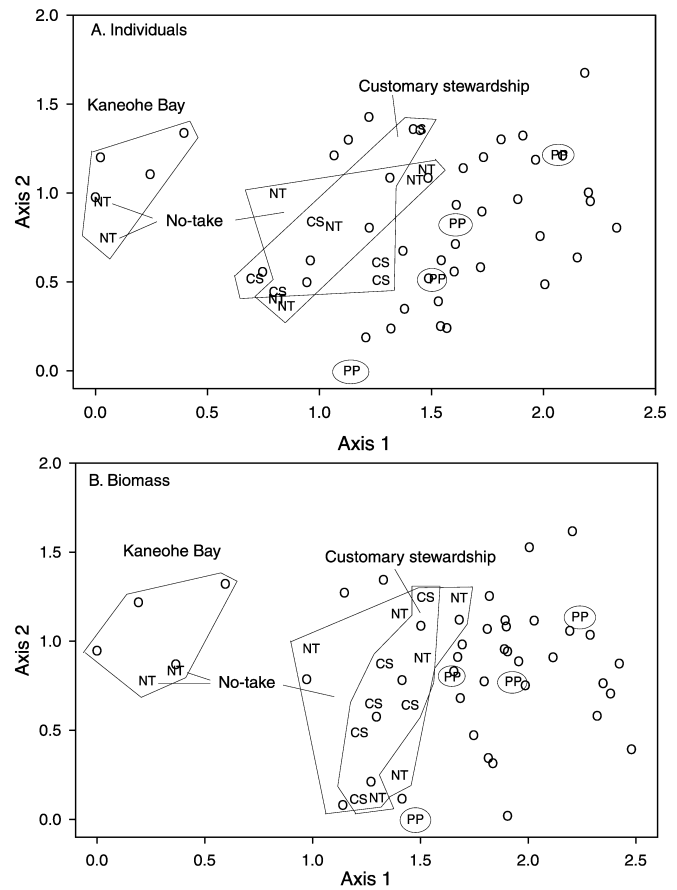 A. Individuals
2.0
1.5
1.0
0.5
0.0
Axis 2
Customary stewardship
Kaneohe Bay
CS
CS
PP
NT
NT
NT
NT
No-take
CS NT
PP
NT
CS
CS
CS
PP
CS
NT
NT
PP
0.0 0.5 1.0 1.5 2.0 2.5
Axis 1
B. Biomass
2.0
1.5
1.0
0.5
0.0
Axis 2
Kaneohe Bay
Customary stewardship
CS NT
NT
PP
NT
NT
CS
NT
NT
No-take
PP
PP
CS CS
CS
NT
CS NT
PP
0.0 0.5 1.0 1.5 2.0 2.5
Axis 1